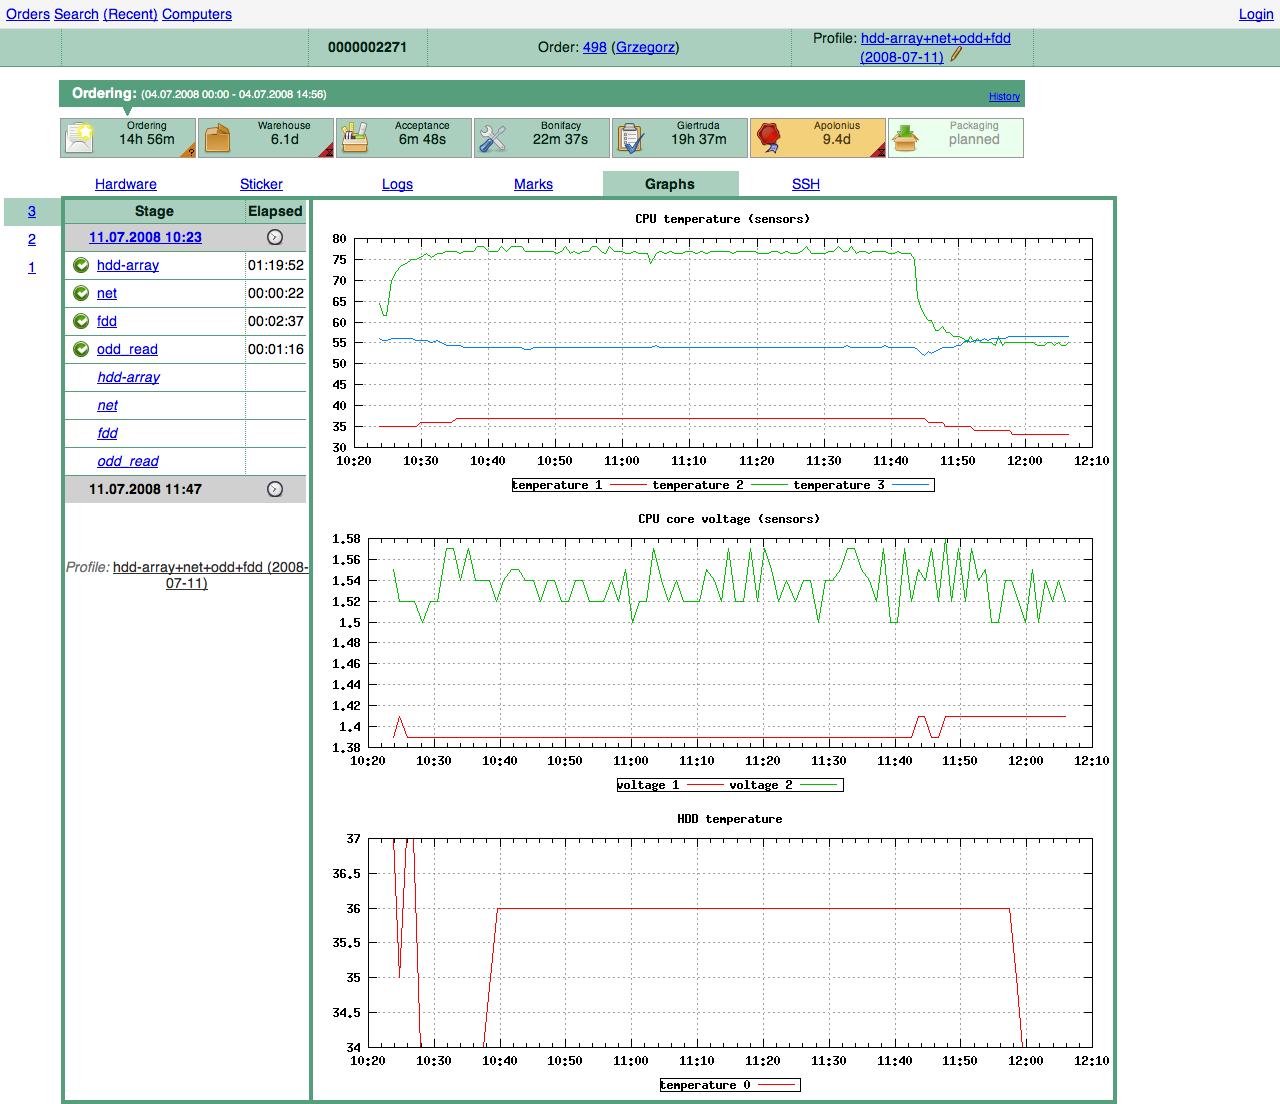 Orders Search (Recent) Computers Login
0000002271 Order: 498 (Grzegorz) Profile: hdd-array+net+odd+fdd
(2008-07-11)
Ordering: (04.07.2008 00:00 - 04.07.2008 14:56) History
Ordering Warehouse Acceptance Bonifacy Giertruda Apolonius Packaging
14h 56m 6.1d 6m 48s 22m 37s 19h 37m 9.4d planned
Hardware Sticker Logs Marks Graphs SSH
3
2
1
Stage Elapsed
11.07.2008 10:23
hdd-array 01:19:52
net 00:00:22
fdd 00:02:37
odd_read 00:01:16
hdd-array
net
fdd
odd_read
11.07.2008 11:47
Profile: hdd-array+net+odd+fdd (2008-
07-11)
CPU temperature (sensors)
80
75
70
65
60
55
50
45
40
35
30
10:20 10:30 10:40 10:50 11:00 11:10 11:20 11:30 11:40 11:50 12:00 12:10
temperature 1 temperature 2 temperature 3
CPU core voltage (sensors)
1.58
1.56
1.54
1.52
1.5
1.48
1.46
1.44
1.42
1.4
1.38
10:20 10:30 10:40 10:50 11:00 11:10 11:20 11:30 11:40 11:50 12:00 12:10
voltage 1 voltage 2
HDD temperature
37
36.5
36
35.5
35
34.5
34
10:20 10:30 10:40 10:50 11:00 11:10 11:20 11:30 11:40 11:50 12:00 12:10
temperature 0